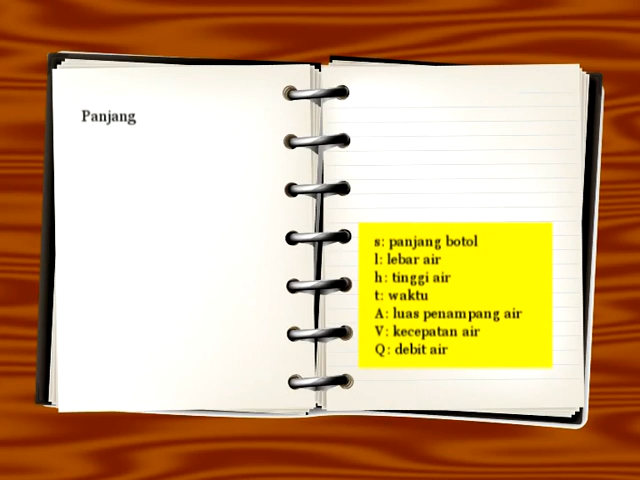 Panjang
s: panjang botol
l: lebar air
h: tinggi air
t: waktu
A: luas penampang air
V: kecepatan air
Q: debit air